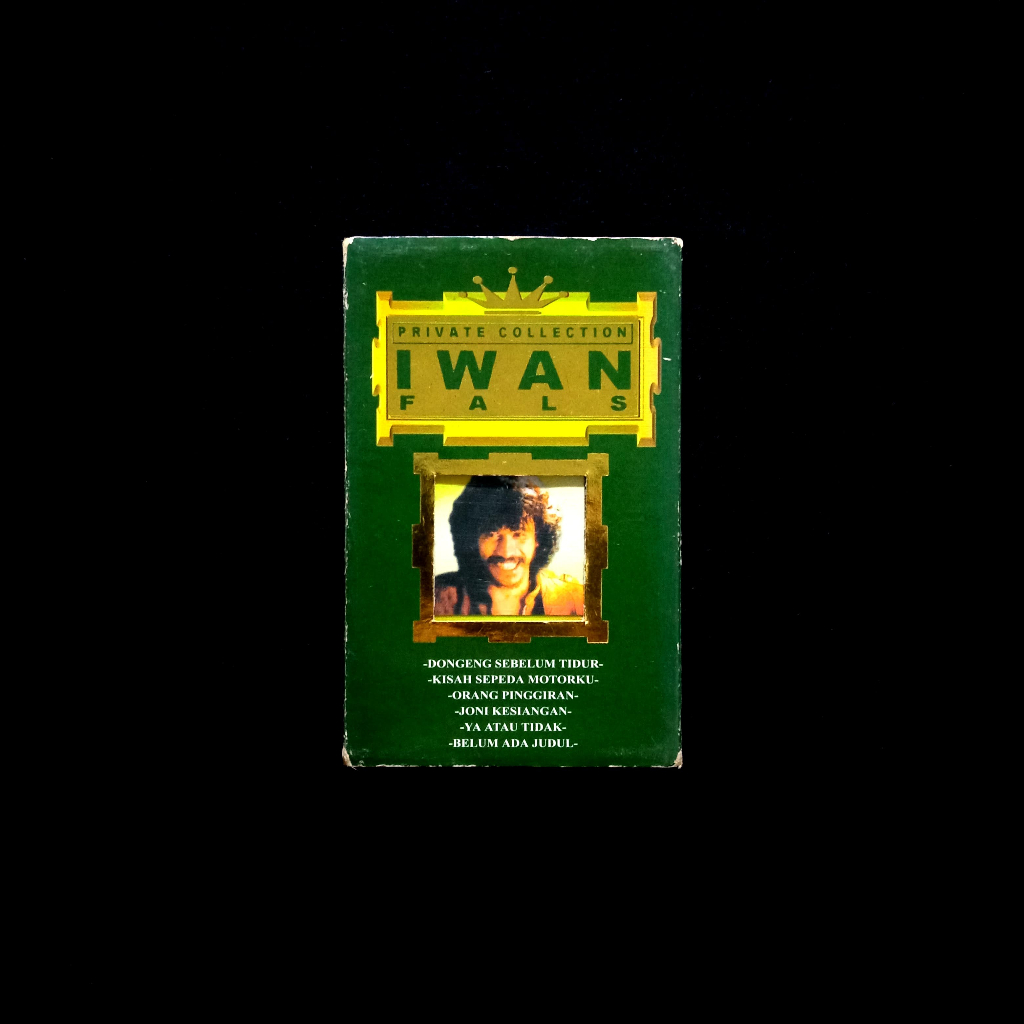 PRIVATE COLLECTION
IWAN
FALS
-DONGENG SEBELUM TIDUR-
-KISAH SEPEDA MOTORKU-
-ORANG PINGGIRAN-
-JONI KESIANGAN-
-YA ATAU TIDAK-
-BELUM ADA JUDUL-